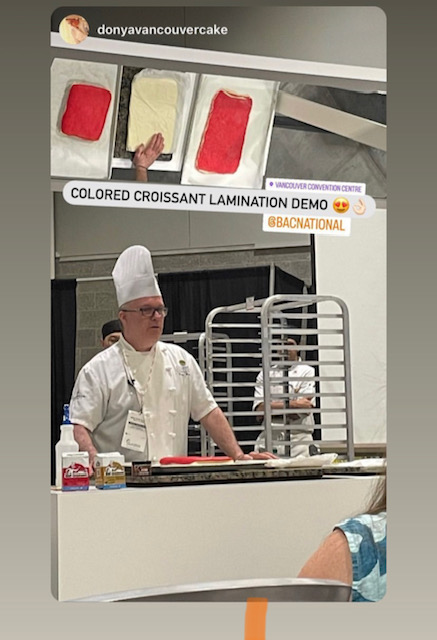 donyavancouvercake
VANCOUVER CONVENTION CENTRE
COLORED CROISSANT LAMINATION DEMO 😍👌🏻
@BACNATIONAL